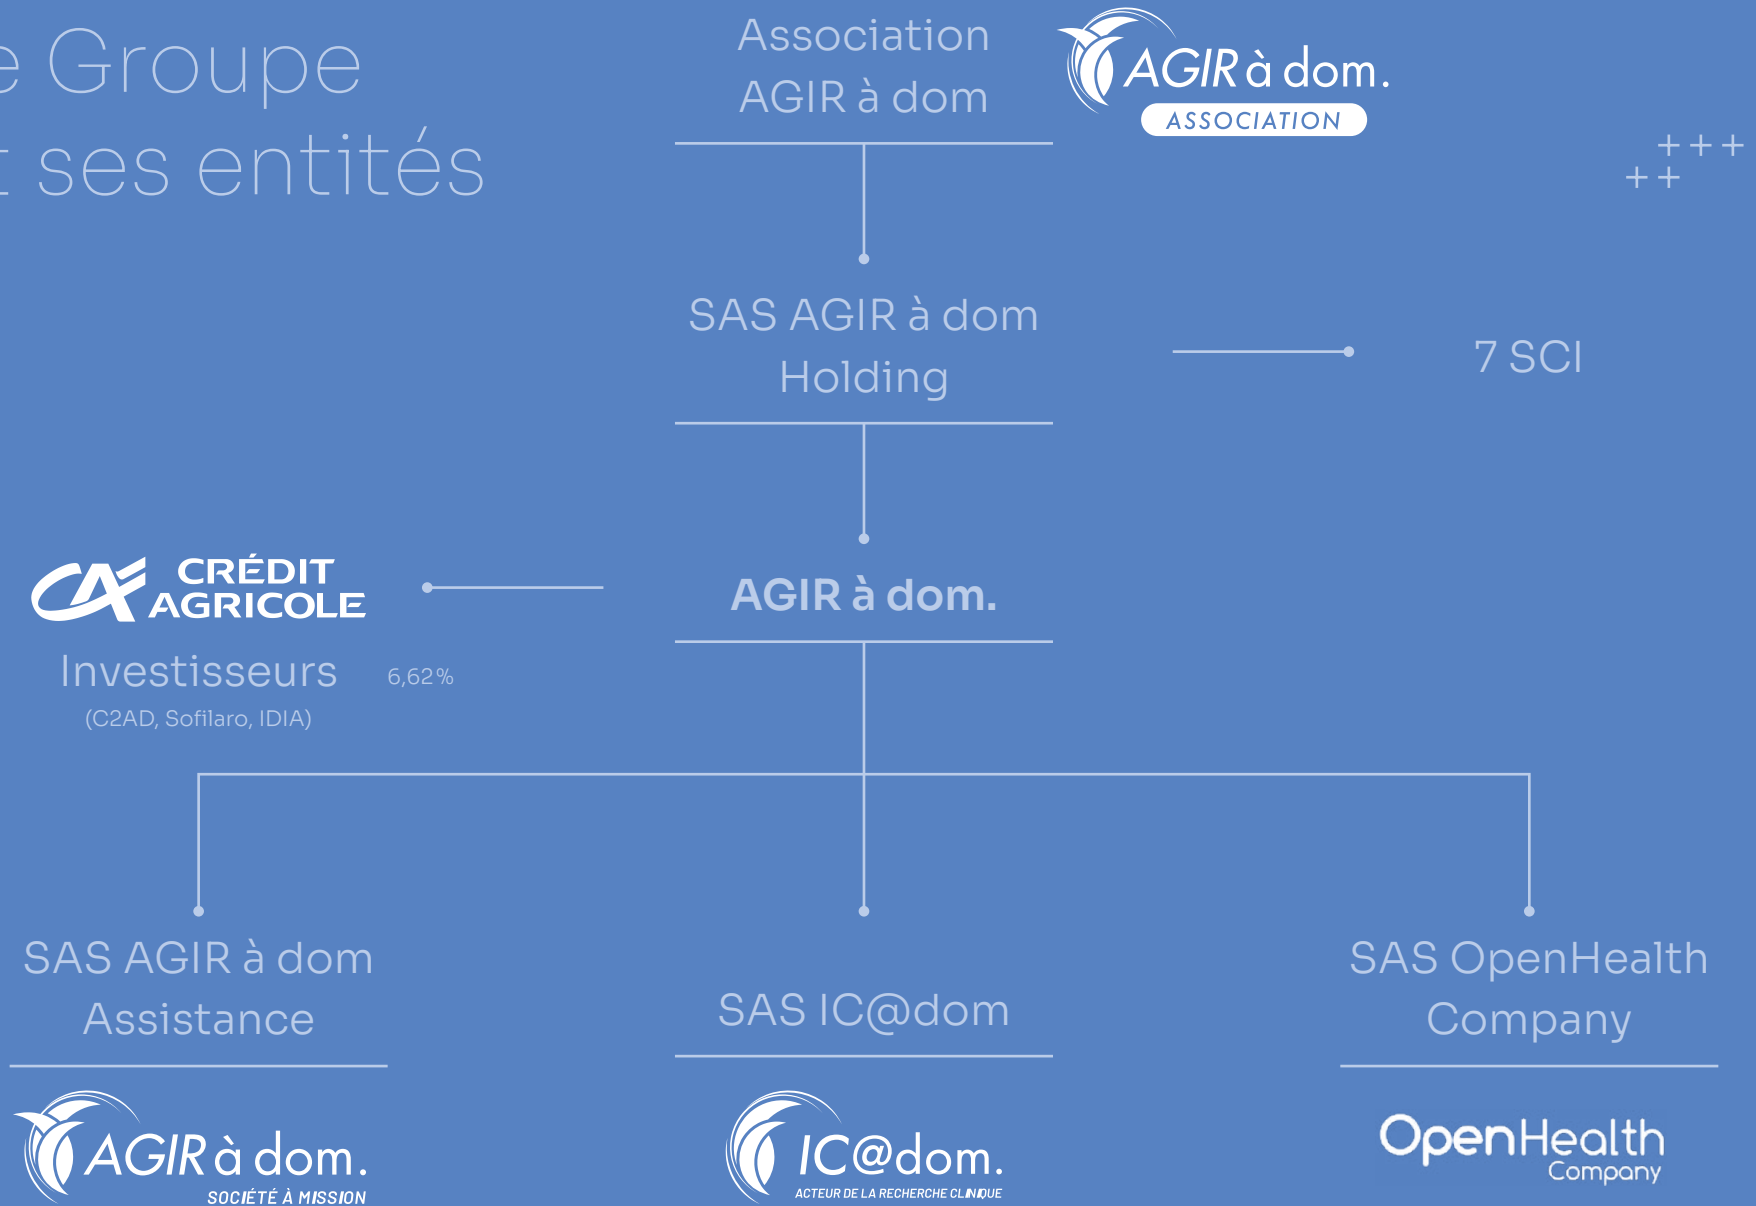 e Groupe
t ses entités
Association
AGIR à dom
AGIR à dom.
ASSOCIATION
+++
++
SAS AGIR à dom
Holding
7 SCI
CA CRÉDIT
AGRICOLE
Investisseurs 6,62%
(C2AD, Sofilaro, IDIA)
AGIR à dom.
SAS AGIR à dom
Assistance
AGIR à dom.
SOCIÉTÉ À MISSION
SAS IC@dom
IC@dom.
ACTEUR DE LA RECHERCHE CLINIQUE
SAS OpenHealth
Company
OpenHealth
Company